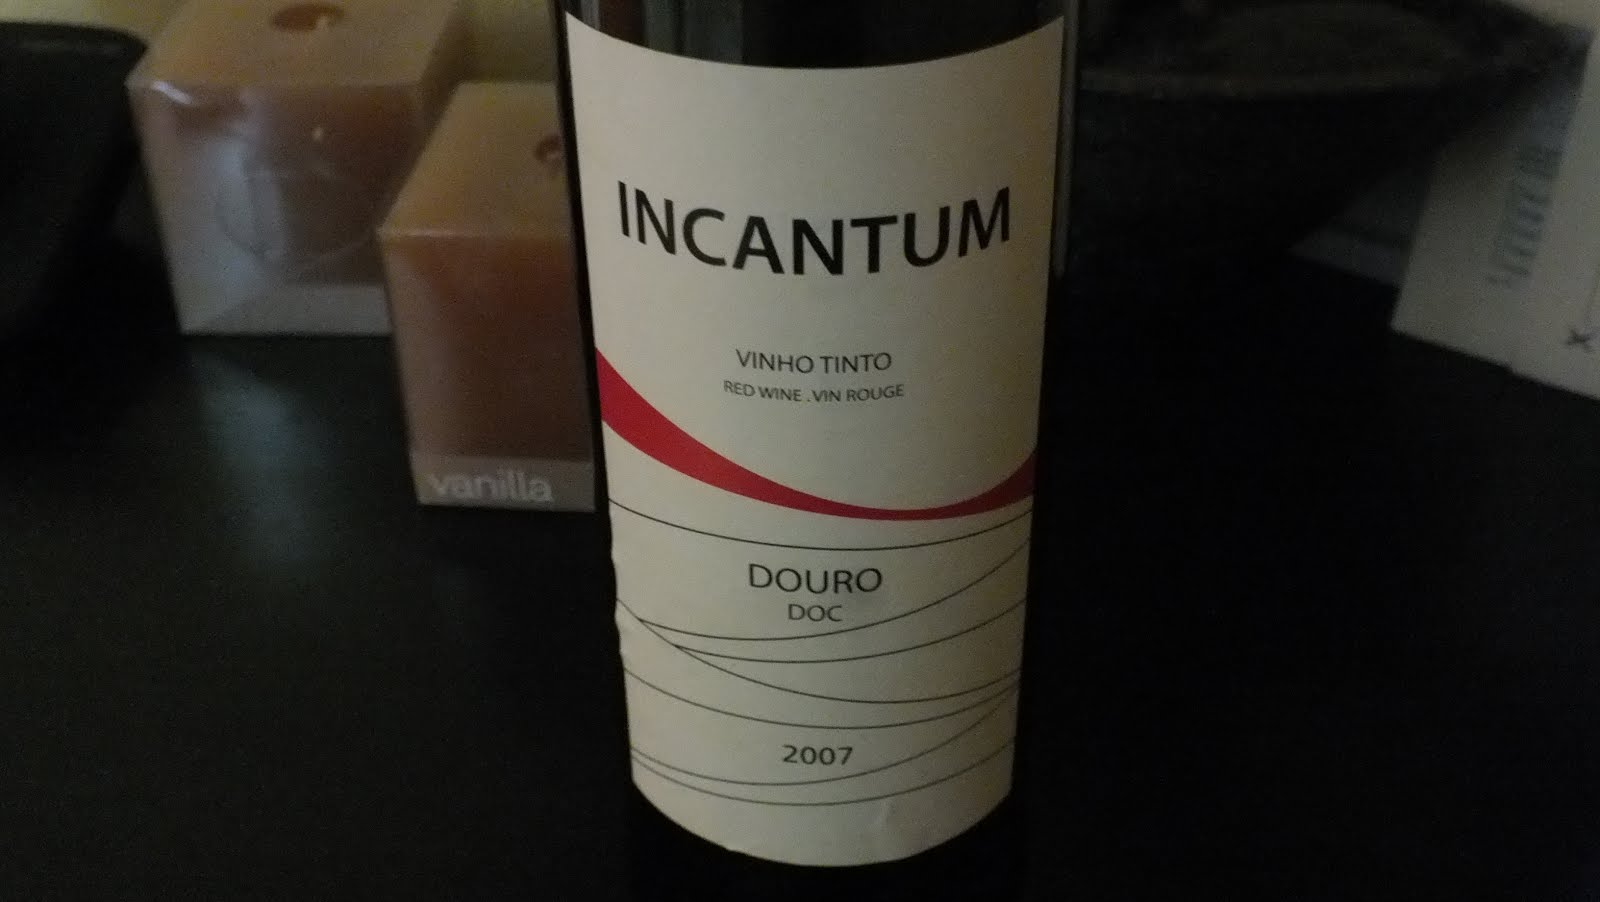 INCANTUM
VINHO TINTO
RED WINE . VIN ROUGE
DOURO
DOC
2007
vanilla